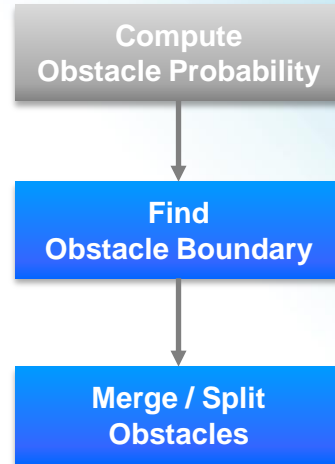 Compute
Obstacle Probability
Find
Obstacle Boundary
Merge / Split
Obstacles